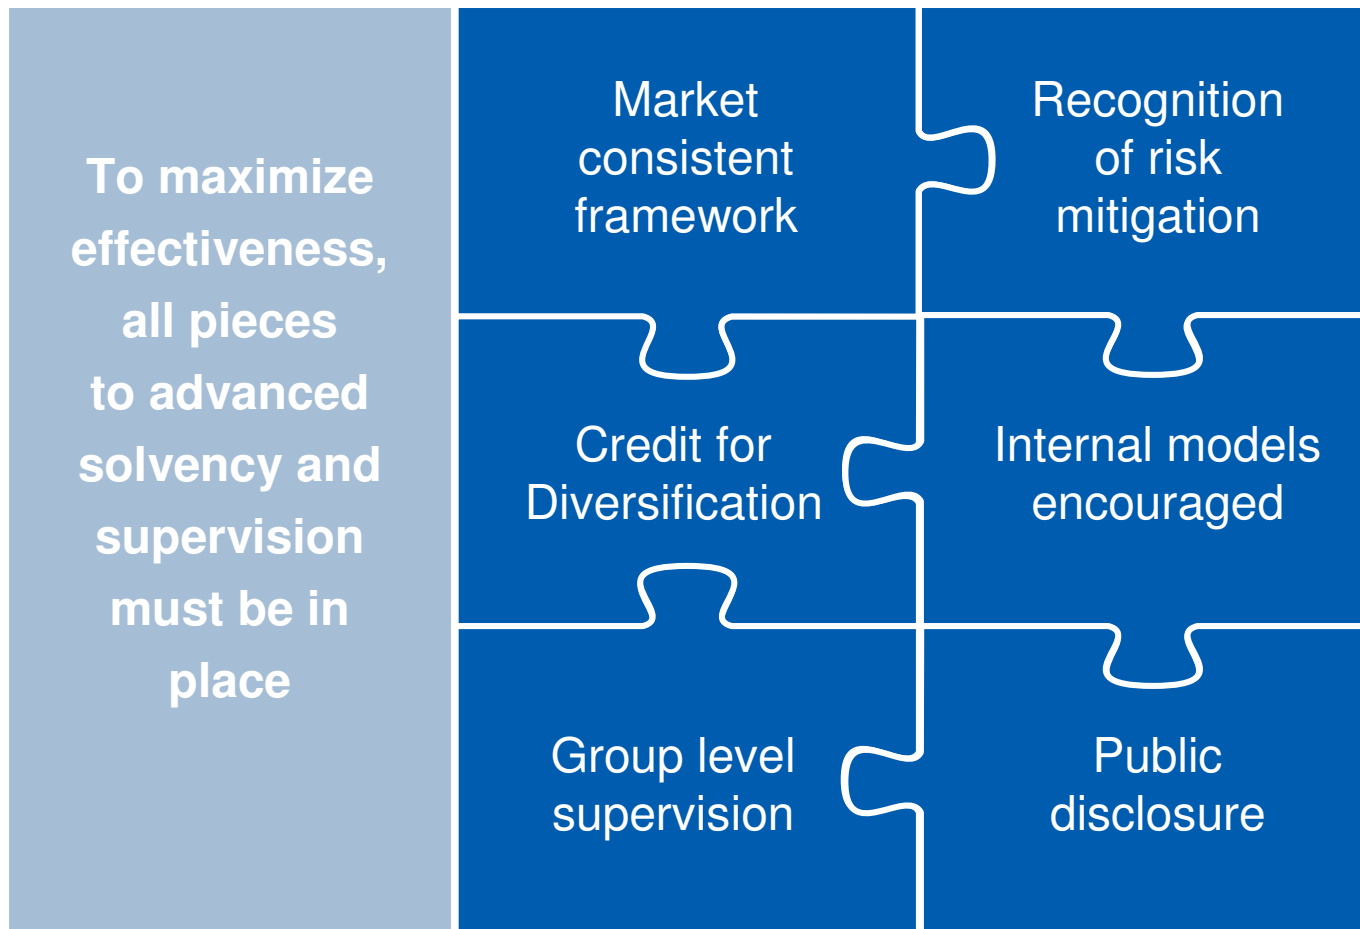 To maximize
effectiveness,
all pieces
to advanced
solvency and
supervision
must be in
place
Market
consistent
framework
Recognition
of risk
mitigation
Credit for
Diversification
Internal models
encouraged
Group level
supervision
Public
disclosure